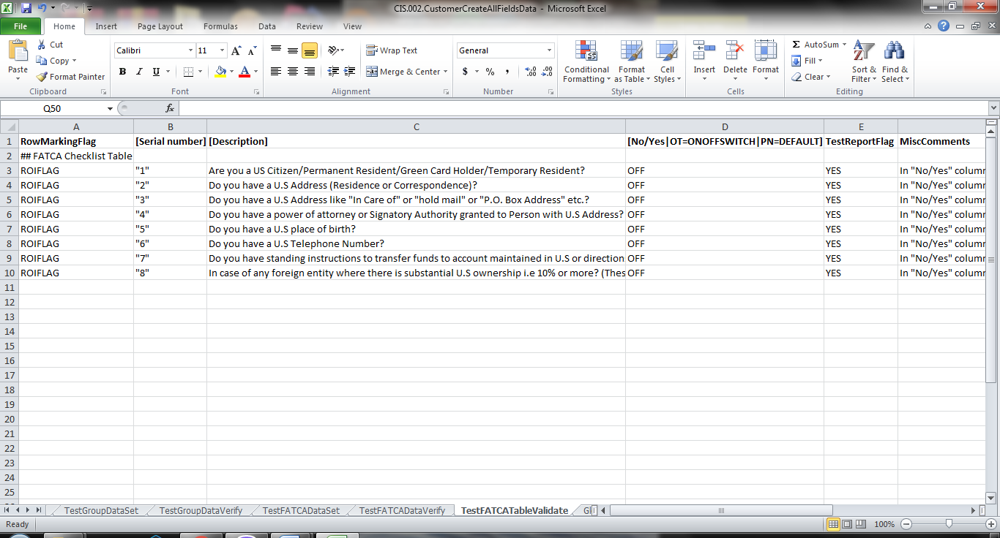 CIS.002.CustomerCreateAllFieldsData - Microsoft Excel
File Home Insert Page Layout Formulas Data Review View
Paste Cut Copy Format Painter Clipboard
Calibri 11 A A B I U A Font
Wrap Text Merge & Center Alignment
General $ % , .00 .0 Number
Conditional Formatting Format as Table Cell Styles Styles
Insert Delete Format Cells
Σ AutoSum Fill Clear Sort & Filter Find & Select Editing
Q50 fx
A B C D E
1 RowMarkingFlag [Serial number] [Description] [No/Yes|OT=ONOFFSWITCH|PN=DEFAULT] TestReportFlag MiscComments
2 ## FATCA Checklist Table
3 ROIFLAG "1" Are you a US Citizen/Permanent Resident/Green Card Holder/Temporary Resident? OFF YES In "No/Yes" column
4 ROIFLAG "2" Do you have a U.S Address (Residence or Correspondence)? OFF YES In "No/Yes" column
5 ROIFLAG "3" Do you have a U.S Address like "In Care of" or "hold mail" or "P.O. Box Address" etc.? OFF YES In "No/Yes" column
6 ROIFLAG "4" Do you have a power of attorney or Signatory Authority granted to Person with U.S Address? OFF YES In "No/Yes" column
7 ROIFLAG "5" Do you have a U.S place of birth? OFF YES In "No/Yes" column
8 ROIFLAG "6" Do you have a U.S Telephone Number? OFF YES In "No/Yes" column
9 ROIFLAG "7" Do you have standing instructions to transfer funds to account maintained in U.S or direction OFF YES In "No/Yes" column
10 ROIFLAG "8" In case of any foreign entity where there is substantial U.S ownership i.e 10% or more? (Thes OFF YES In "No/Yes" column
11
12
13
14
15
16
17
18
19
20
21
22
23
24
25
TestGroupDataSet TestGroupDataVerify TestFATCADataSet TestFATCADataVerify TestFATCATableValidate Gl
Ready 100%